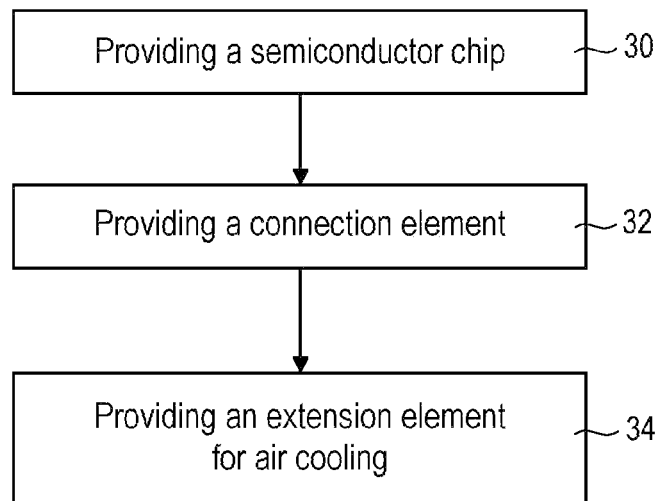 Providing a semiconductor chip
30
Providing a connection element
32
Providing an extension element
for air cooling
34